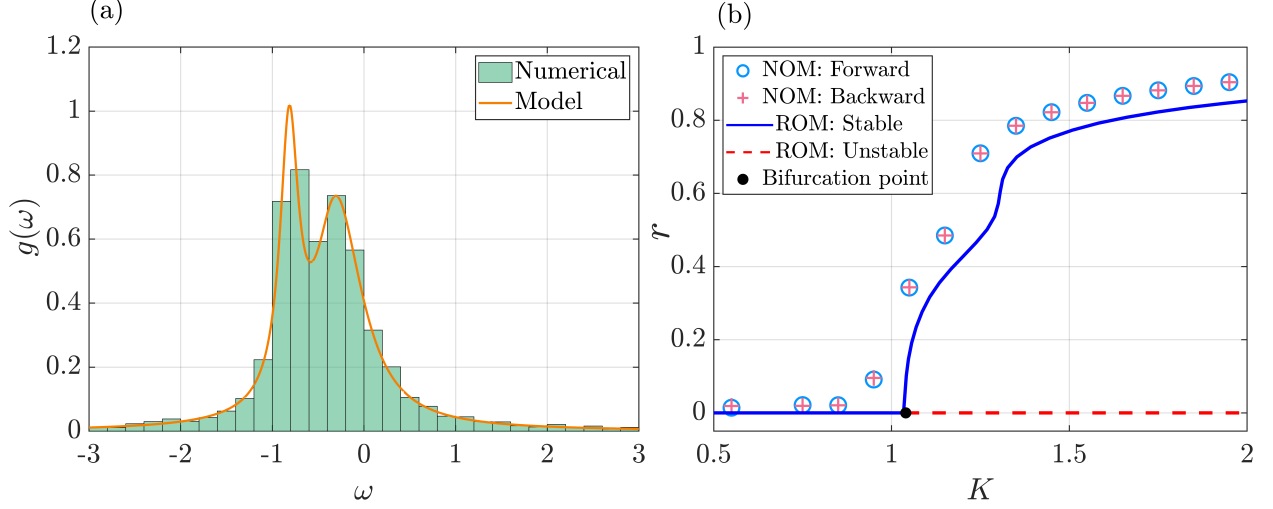 (a)
1.2
1
0.8
0.6
0.4
0.2
0
g(ω)
-3
-2
-1
0
1
2
3
ω
Numerical
Model
(b)
1
0.8
0.6
0.4
0.2
0
r
0.5
1
1.5
2
K
NOM: Forward
NOM: Backward
ROM: Stable
ROM: Unstable
Bifurcation point